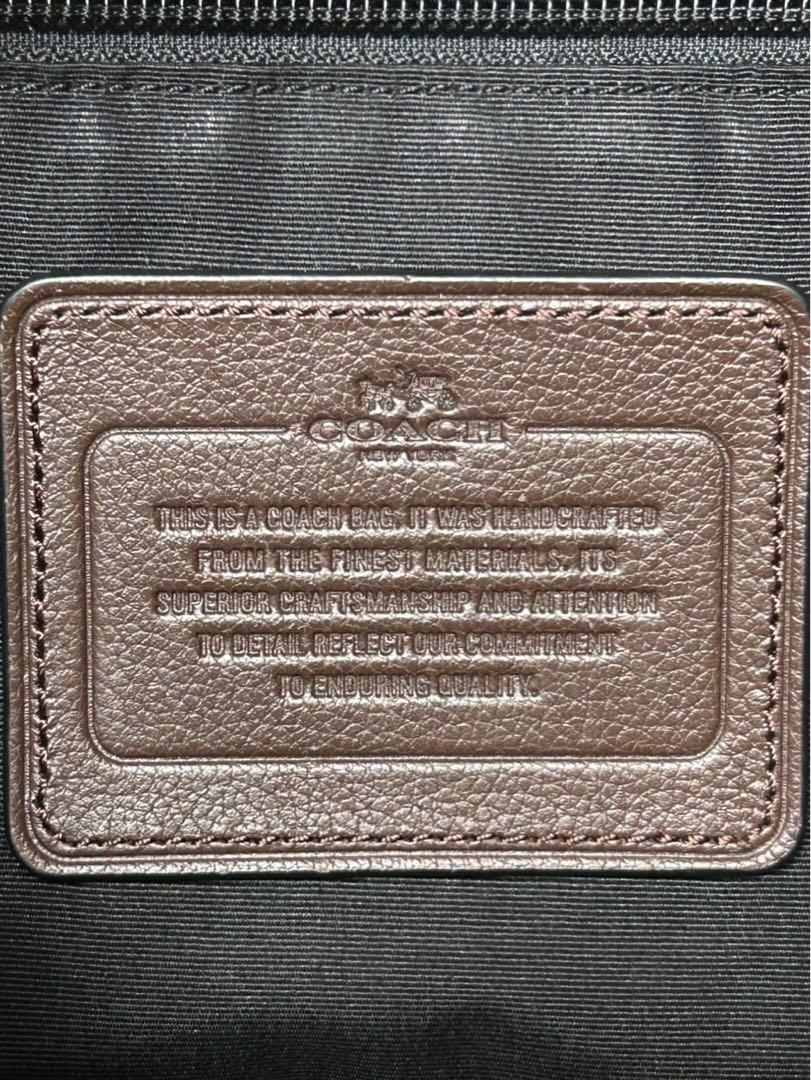 COACH
NEW YORK
THIS IS A COACH BAG. IT WAS HANDCRAFTED
FROM THE FINEST MATERIALS. ITS
SUPERIOR CRAFTSMANSHIP AND ATTENTION
TO DETAIL REFLECT OUR COMMITMENT
TO ENDURING QUALITY.